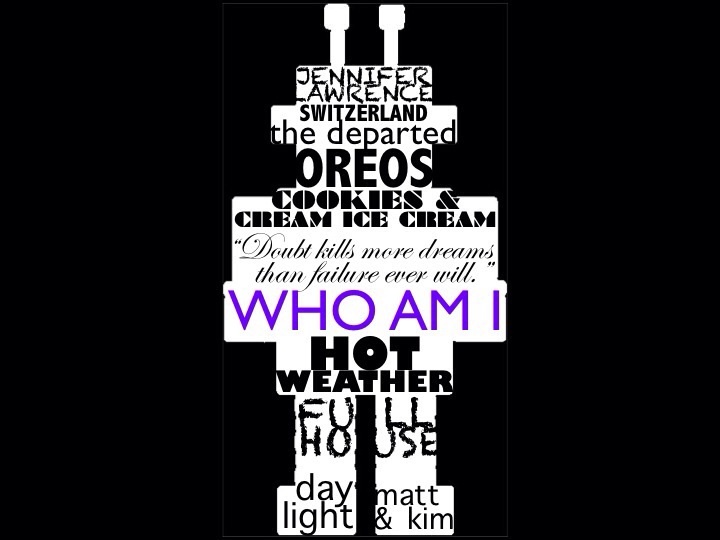 JENNIFER
LAWRENCE
SWITZERLAND
the departed
OREOS
COOKIES &
CREAM ICE CREAM
“Doubt kills more dreams
than failure ever will.”
WHO AM I
HOT
WEATHER
FULL
HOUSE
day
light
matt
& kim